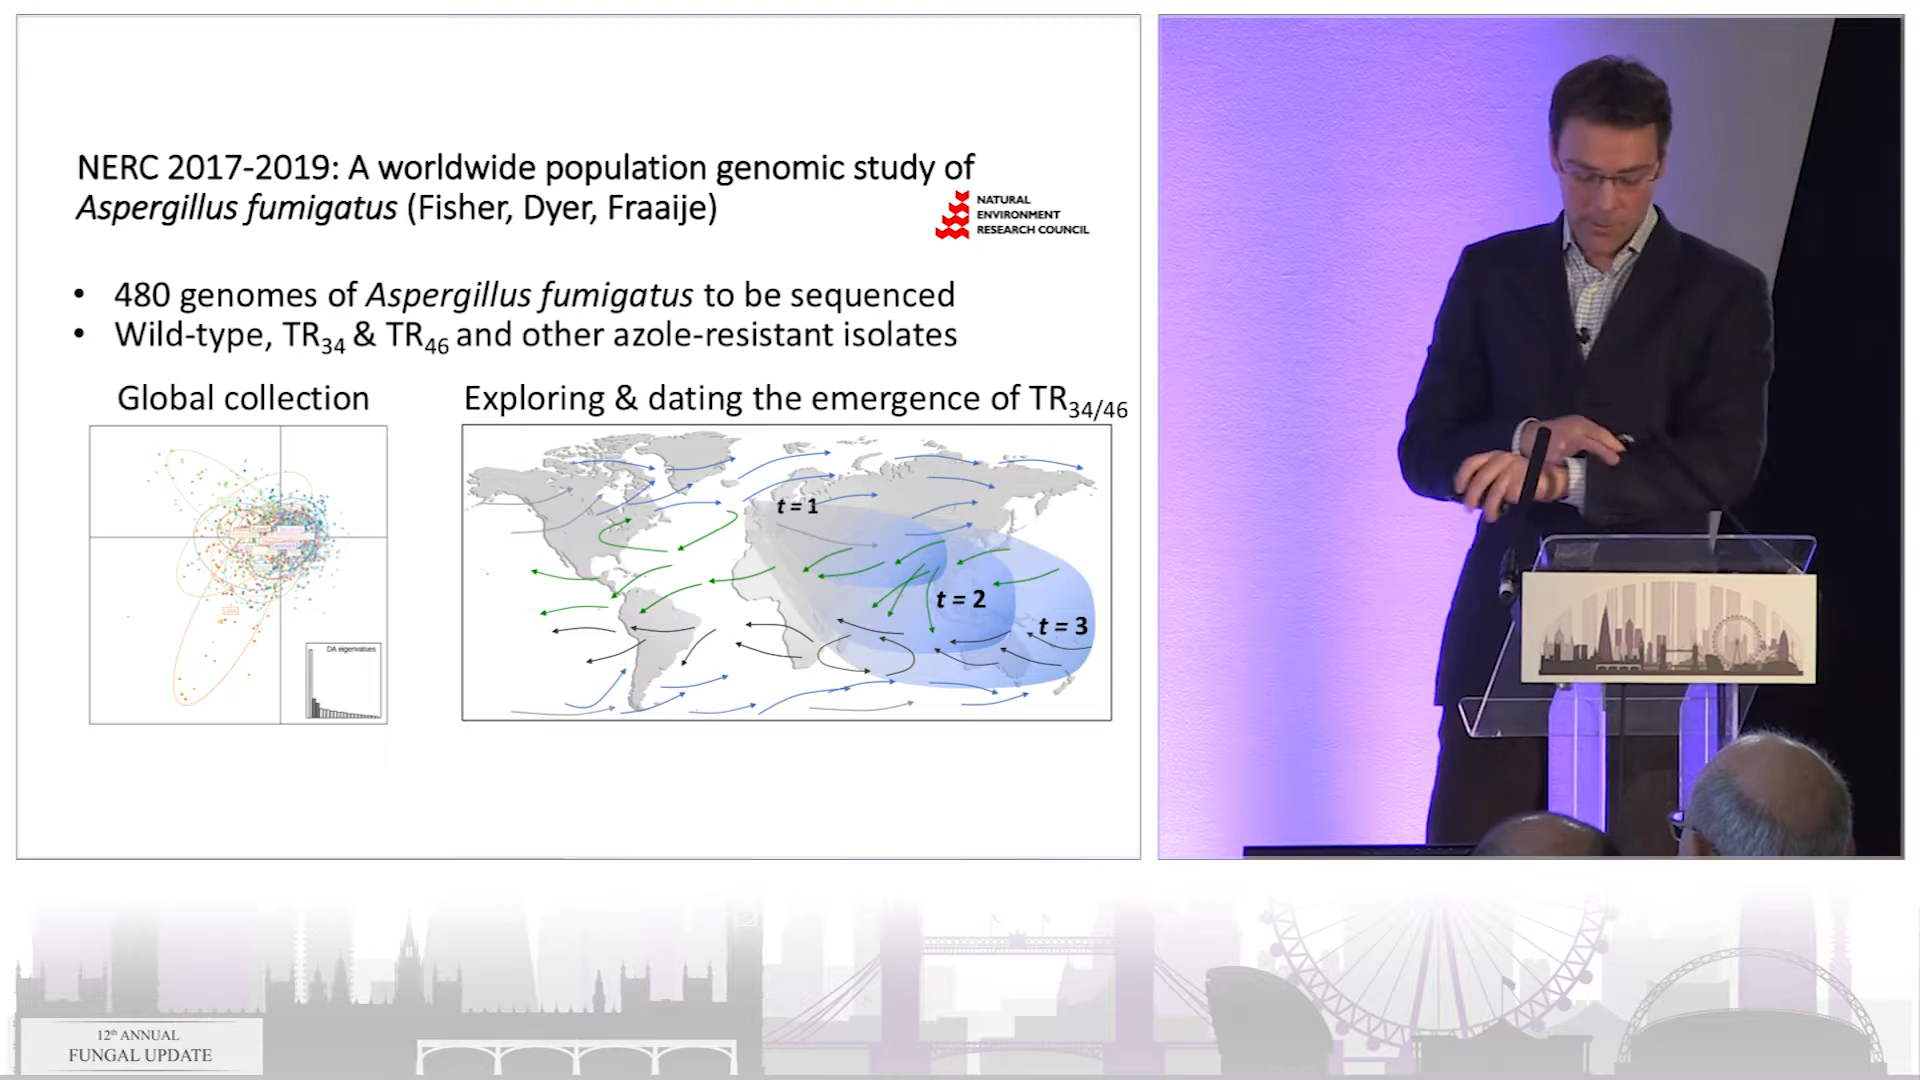 NERC 2017-2019: A worldwide population genomic study of
Aspergillus fumigatus (Fisher, Dyer, Fraaije)
NATURAL
ENVIRONMENT
RESEARCH COUNCIL
• 480 genomes of Aspergillus fumigatus to be sequenced
• Wild-type, TR34 & TR46 and other azole-resistant isolates
Global collection
Exploring & dating the emergence of TR34/46
DA eigenvalues
t = 1
t = 2
t = 3
12th ANNUAL
FUNGAL UPDATE